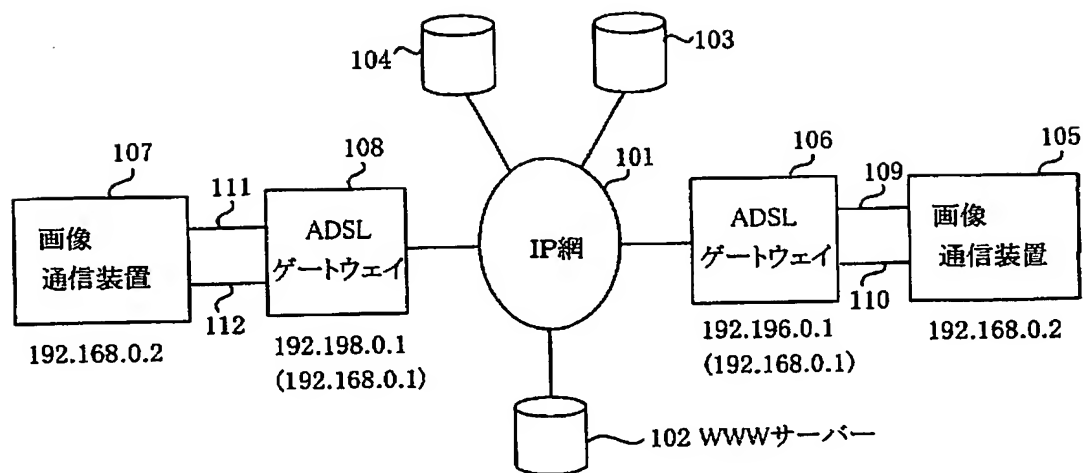 104
103
107
108
101
106
105
111
109
画像
通信装置
ADSL
ゲートウェイ
IP網
ADSL
ゲートウェイ
画像
通信装置
112
110
192.168.0.2
192.198.0.1
(192.168.0.1)
192.196.0.1
(192.168.0.1)
192.168.0.2
102 WWWサーバー